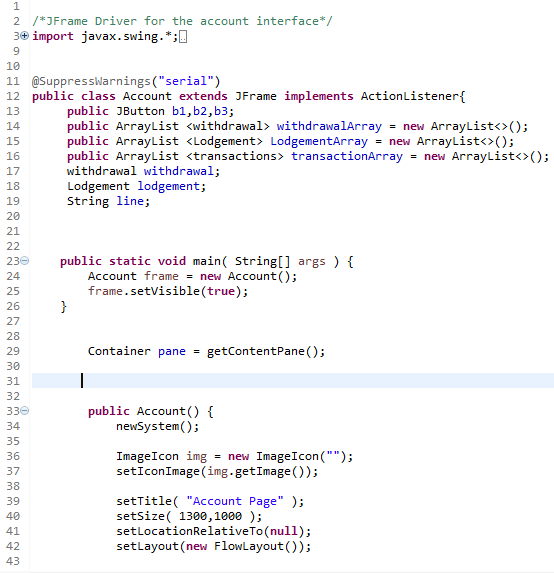 1
2 /*JFrame Driver for the account interface*/
3 import javax.swing.*;
9
10
11 @SuppressWarnings("serial")
12 public class Account extends JFrame implements ActionListener{
13 public JButton b1,b2,b3;
14 public ArrayList <withdrawal> withdrawalArray = new ArrayList<>();
15 public ArrayList <Lodgement> LodgementArray = new ArrayList<>();
16 public ArrayList <transactions> transactionArray = new ArrayList<>();
17 withdrawal withdrawal;
18 Lodgement lodgement;
19 String line;
20
21
22
23 public static void main( String[] args ) {
24 Account frame = new Account();
25 frame.setVisible(true);
26 }
27
28
29 Container pane = getContentPane();
30
31
32
33 public Account() {
34 newSystem();
35
36 ImageIcon img = new ImageIcon("");
37 setIconImage(img.getImage());
38
39 setTitle( "Account Page" );
40 setSize( 1300,1000 );
41 setLocationRelativeTo(null);
42 setLayout(new FlowLayout());
43